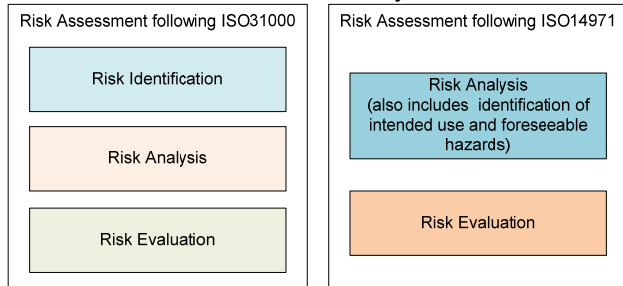 Risk Assessment following ISO31000
Risk Identification
Risk Analysis
Risk Evaluation
Risk Assessment following ISO14971
Risk Analysis
(also includes identification of
intended use and foreseeable
hazards)
Risk Evaluation